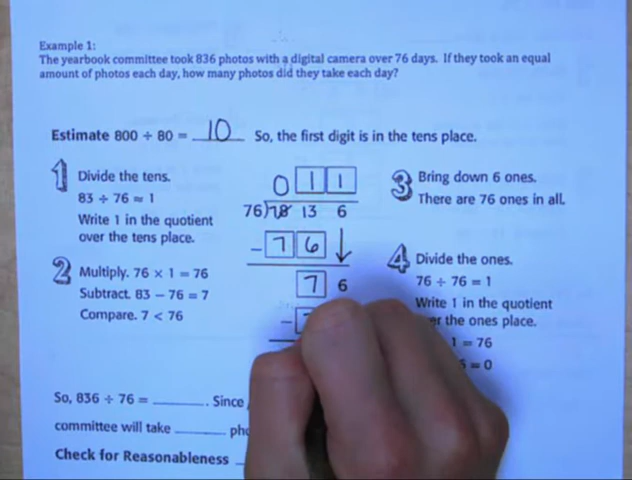 Example 1:
The yearbook committee took 836 photos with a digital camera over 76 days. If they took an equal
amount of photos each day, how many photos did they take each day?
Estimate 800 ÷ 80 = 10 So, the first digit is in the tens place.
1 Divide the tens.
83 ÷ 76 ≈ 1
Write 1 in the quotient
over the tens place.
2 Multiply. 76 × 1 = 76
Subtract. 83 − 76 = 7
Compare. 7 < 76
0 1 1
76) 13 6
− 7 6 ↓
7 6
−
3 Bring down 6 ones.
There are 76 ones in all.
4 Divide the ones.
76 ÷ 76 = 1
Write 1 in the quotient
the ones place.
1 = 76
= 0
So, 836 ÷ 76 = ______. Since
committee will take ______
Check for Reasonableness